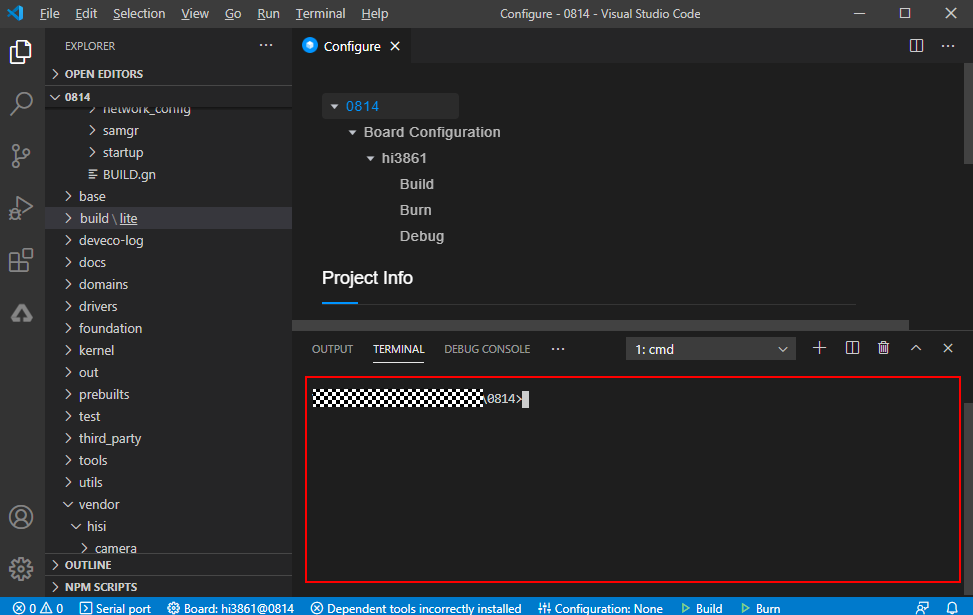 File Edit Selection View Go Run Terminal Help Configure - 0814 - Visual Studio Code
EXPLORER
OPEN EDITORS
0814
network_config
samgr
startup
BUILD.gn
base
build \ lite
deveco-log
docs
domains
drivers
foundation
kernel
out
prebuilts
test
third_party
tools
utils
vendor
hisi
camera
OUTLINE
NPM SCRIPTS
Configure
0814
Board Configuration
hi3861
Build
Burn
Debug
Project Info
OUTPUT TERMINAL DEBUG CONSOLE 1: cmd
\0814>
0 0 Serial port Board: hi3861@0814 Dependent tools incorrectly installed Configuration: None Build Burn